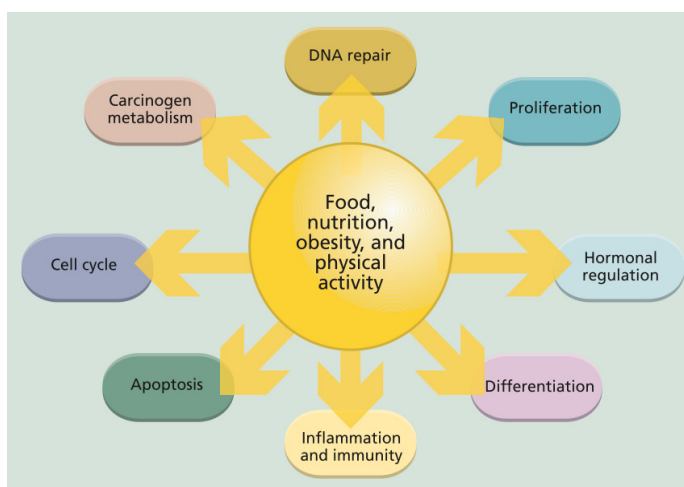 DNA repair
Carcinogen
metabolism
Proliferation
Food,
nutrition,
obesity, and
physical
activity
Cell cycle
Hormonal
regulation
Apoptosis
Differentiation
Inflammation
and immunity